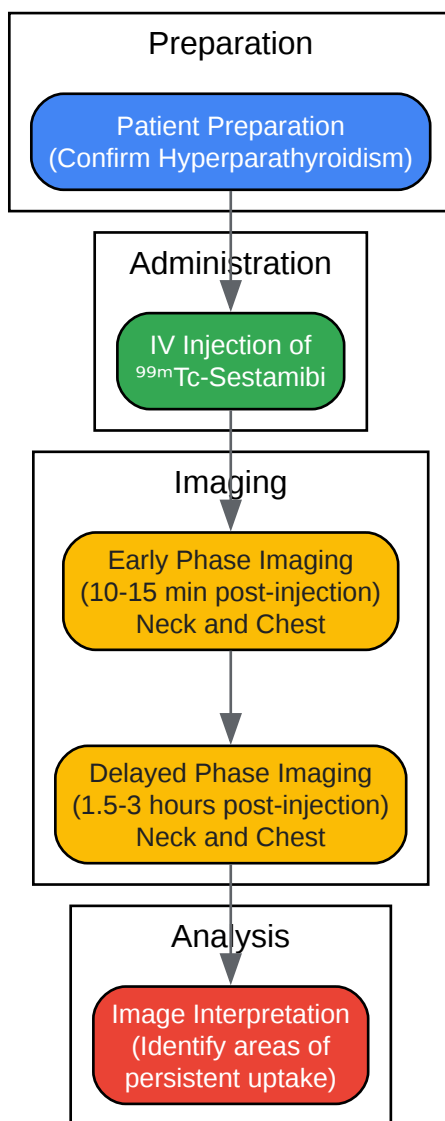 Preparation
Patient Preparation
(Confirm Hyperparathyroidism)
Administration
IV Injection of
⁹⁹ᵐTc-Sestamibi
Imaging
Early Phase Imaging
(10-15 min post-injection)
Neck and Chest
Delayed Phase Imaging
(1.5-3 hours post-injection)
Neck and Chest
Analysis
Image Interpretation
(Identify areas of
persistent uptake)